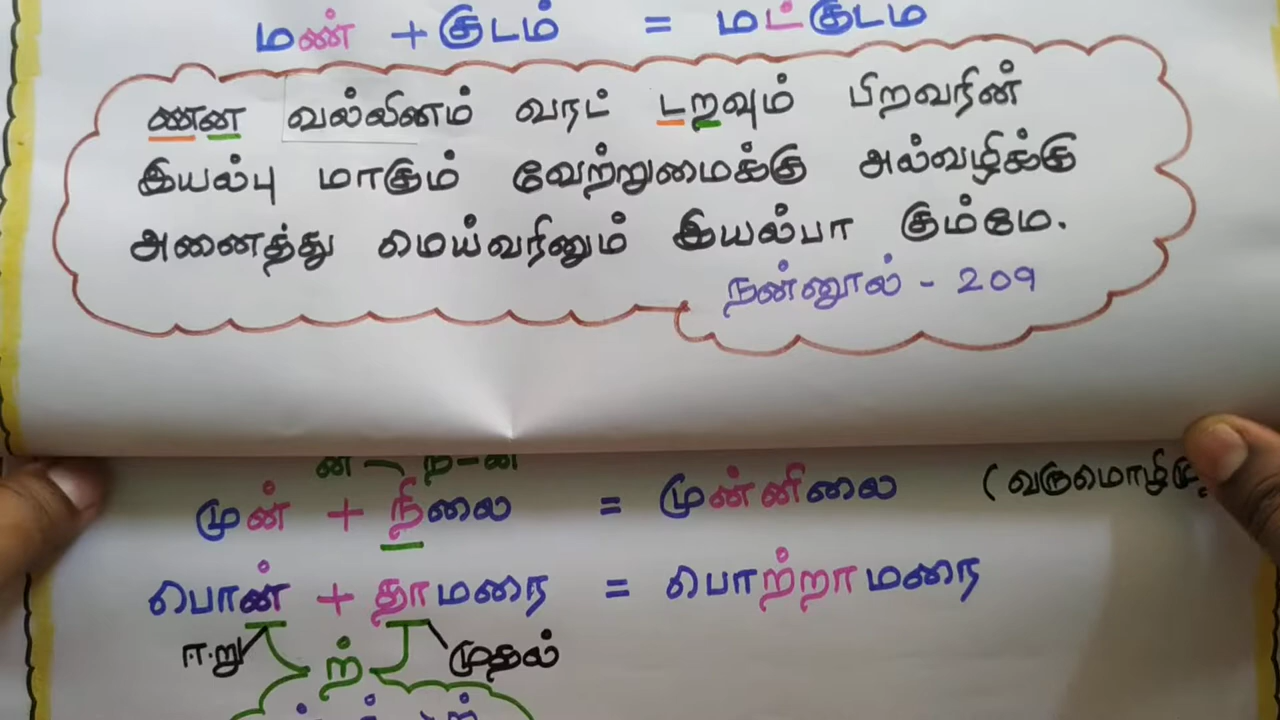 மண் + குடம் = மட்குடம
ணன வல்லினம் வரட் டறவும் பிறவரின்
இயல்பு மாகும் வேற்றுமைக்கு அல்வழிக்கு
அனைத்து மெய்வரினும் இயல்பா கும்மே.
நன்னூல் - 209
முன் + நிலை = முன்னிலை
பொன் + தாமரை = பொற்றாமரை
ஈறு ற் முதல்